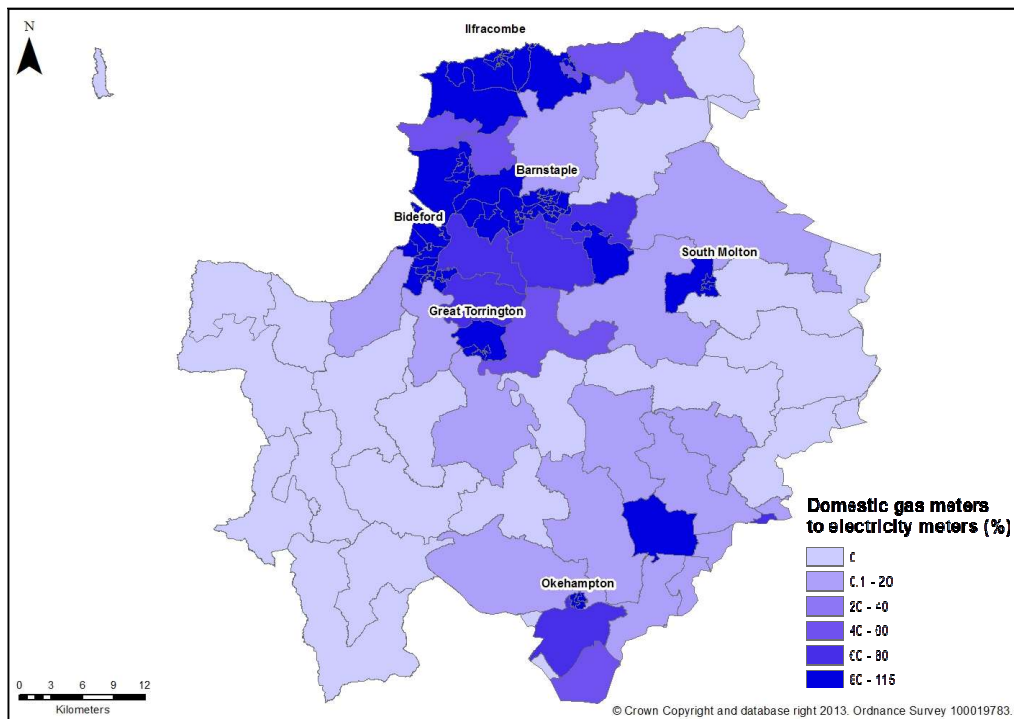 N
Ilfracombe
Barnstaple
Bideford
South Molton
Great Torrington
Okehampton
Domestic gas meters
to electricity meters (%)
0
0.1 - 20
20 - 40
40 - 60
60 - 80
80 - 115
0 3 6 9 12
Kilometers
© Crown Copyright and database right 2013. Ordnance Survey 100019783.